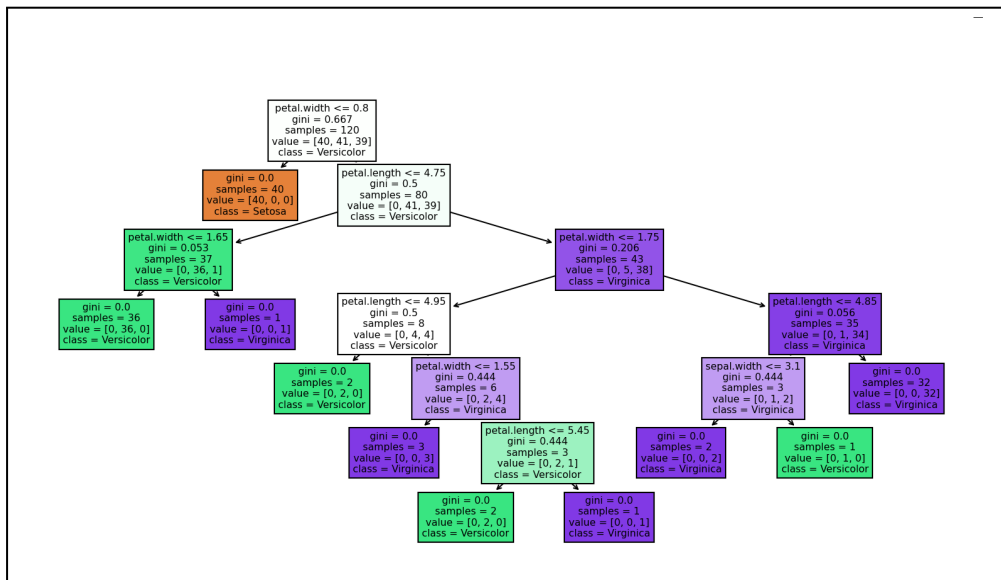 petal.width <= 0.8
gini = 0.667
samples = 120
value = [40, 41, 39]
class = Versicolor
gini = 0.0
samples = 40
value = [40, 0, 0]
class = Setosa
petal.length <= 4.75
gini = 0.5
samples = 80
value = [0, 41, 39]
class = Versicolor
petal.width <= 1.65
gini = 0.053
samples = 37
value = [0, 36, 1]
class = Versicolor
petal.width <= 1.75
gini = 0.206
samples = 43
value = [0, 5, 38]
class = Virginica
gini = 0.0
samples = 36
value = [0, 36, 0]
class = Versicolor
gini = 0.0
samples = 1
value = [0, 0, 1]
class = Virginica
petal.length <= 4.95
gini = 0.5
samples = 8
value = [0, 4, 4]
class = Versicolor
petal.length <= 4.85
gini = 0.056
samples = 35
value = [0, 1, 34]
class = Virginica
gini = 0.0
samples = 2
value = [0, 2, 0]
class = Versicolor
petal.width <= 1.55
gini = 0.444
samples = 6
value = [0, 2, 4]
class = Virginica
sepal.width <= 3.1
gini = 0.444
samples = 3
value = [0, 1, 2]
class = Virginica
gini = 0.0
samples = 32
value = [0, 0, 32]
class = Virginica
gini = 0.0
samples = 3
value = [0, 0, 3]
class = Virginica
petal.length <= 5.45
gini = 0.444
samples = 3
value = [0, 2, 1]
class = Versicolor
gini = 0.0
samples = 2
value = [0, 0, 2]
class = Virginica
gini = 0.0
samples = 1
value = [0, 1, 0]
class = Versicolor
gini = 0.0
samples = 2
value = [0, 2, 0]
class = Versicolor
gini = 0.0
samples = 1
value = [0, 0, 1]
class = Virginica